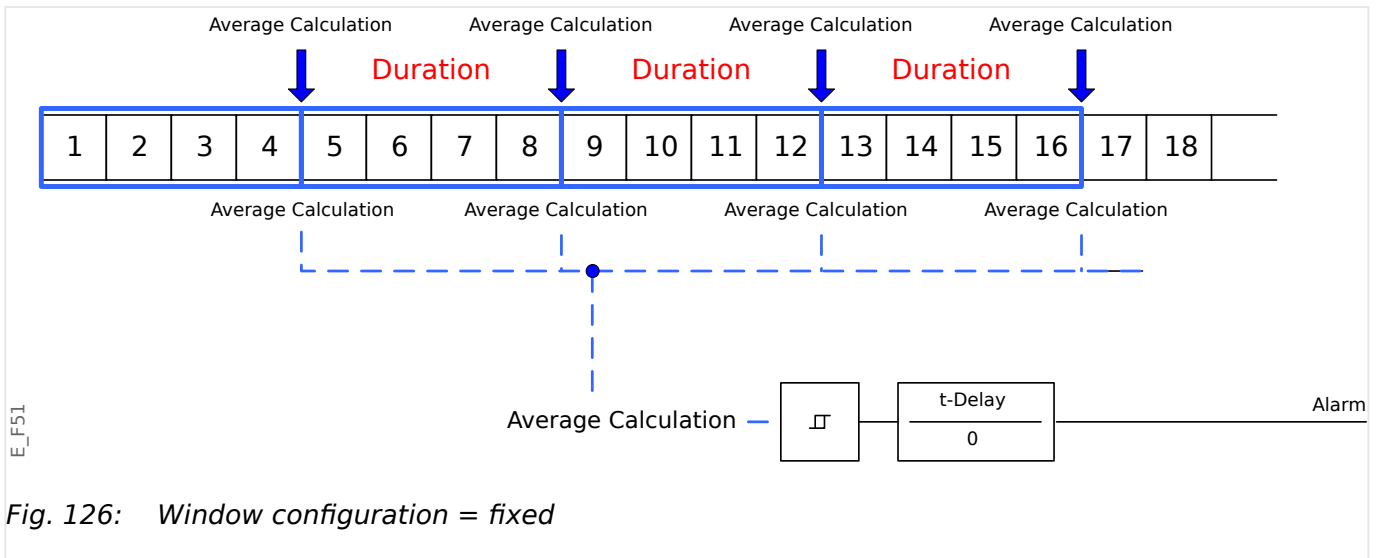 Average Calculation Average Calculation Average Calculation Average Calculation
Duration Duration Duration
1 2 3 4 5 6 7 8 9 10 11 12 13 14 15 16 17 18
Average Calculation Average Calculation Average Calculation Average Calculation
Average Calculation
t-Delay
0
Alarm
E_F51
Fig. 126: Window configuration = fixed